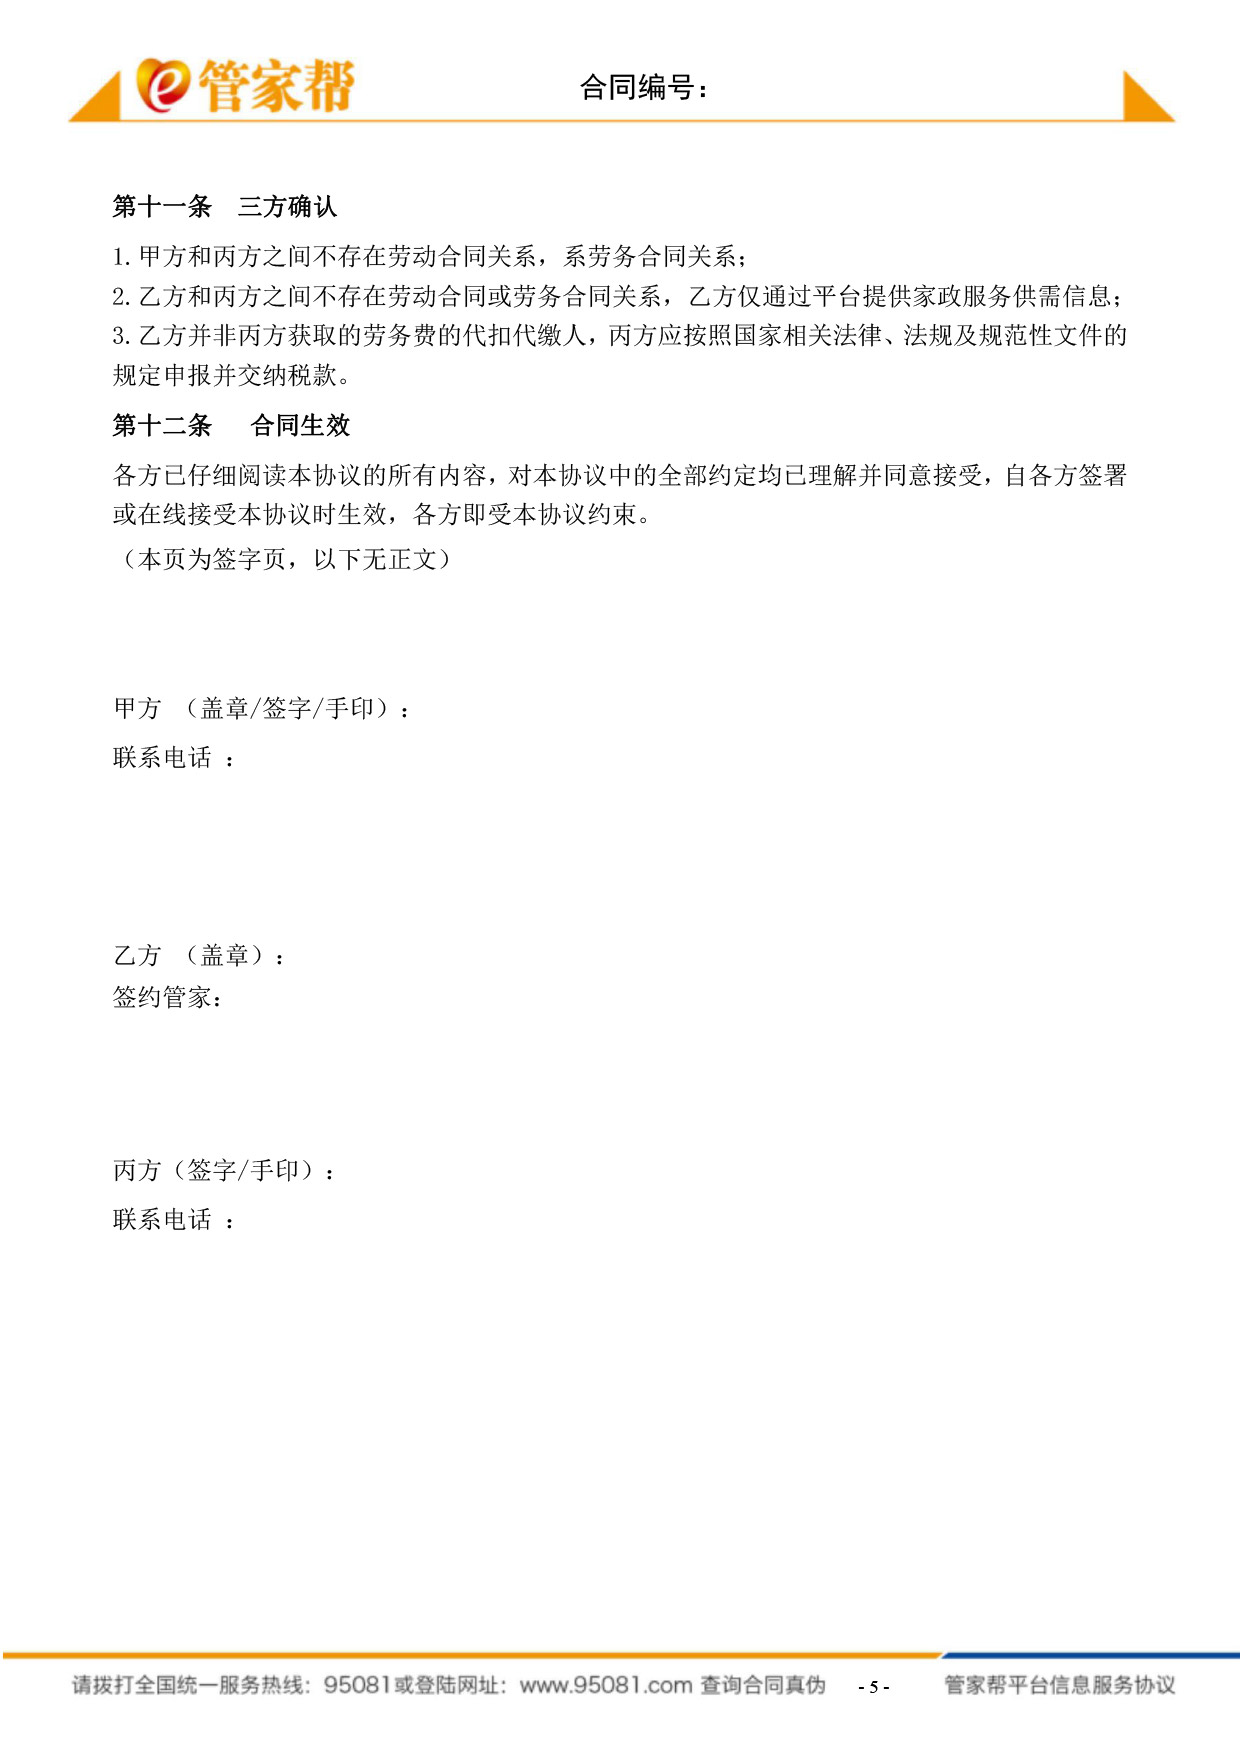 管家帮
合同编号：
第十一条 三方确认
1.甲方和丙方之间不存在劳动合同关系，系劳务合同关系；
2.乙方和丙方之间不存在劳动合同或劳务合同关系，乙方仅通过平台提供家政服务供需信息；
3.乙方并非丙方获取的劳务费的代扣代缴人，丙方应按照国家相关法律、法规及规范性文件的
规定申报并交纳税款。
第十二条 合同生效
各方已仔细阅读本协议的所有内容，对本协议中的全部约定均已理解并同意接受，自各方签署
或在线接受本协议时生效，各方即受本协议约束。
（本页为签字页，以下无正文）
甲方 （盖章/签字/手印）：
联系电话 ：
乙方 （盖章）：
签约管家：
丙方（签字/手印）：
联系电话 ：
请拨打全国统一服务热线：95081或登陆网址：www.95081.com 查询合同真伪 - 5 - 管家帮平台信息服务协议